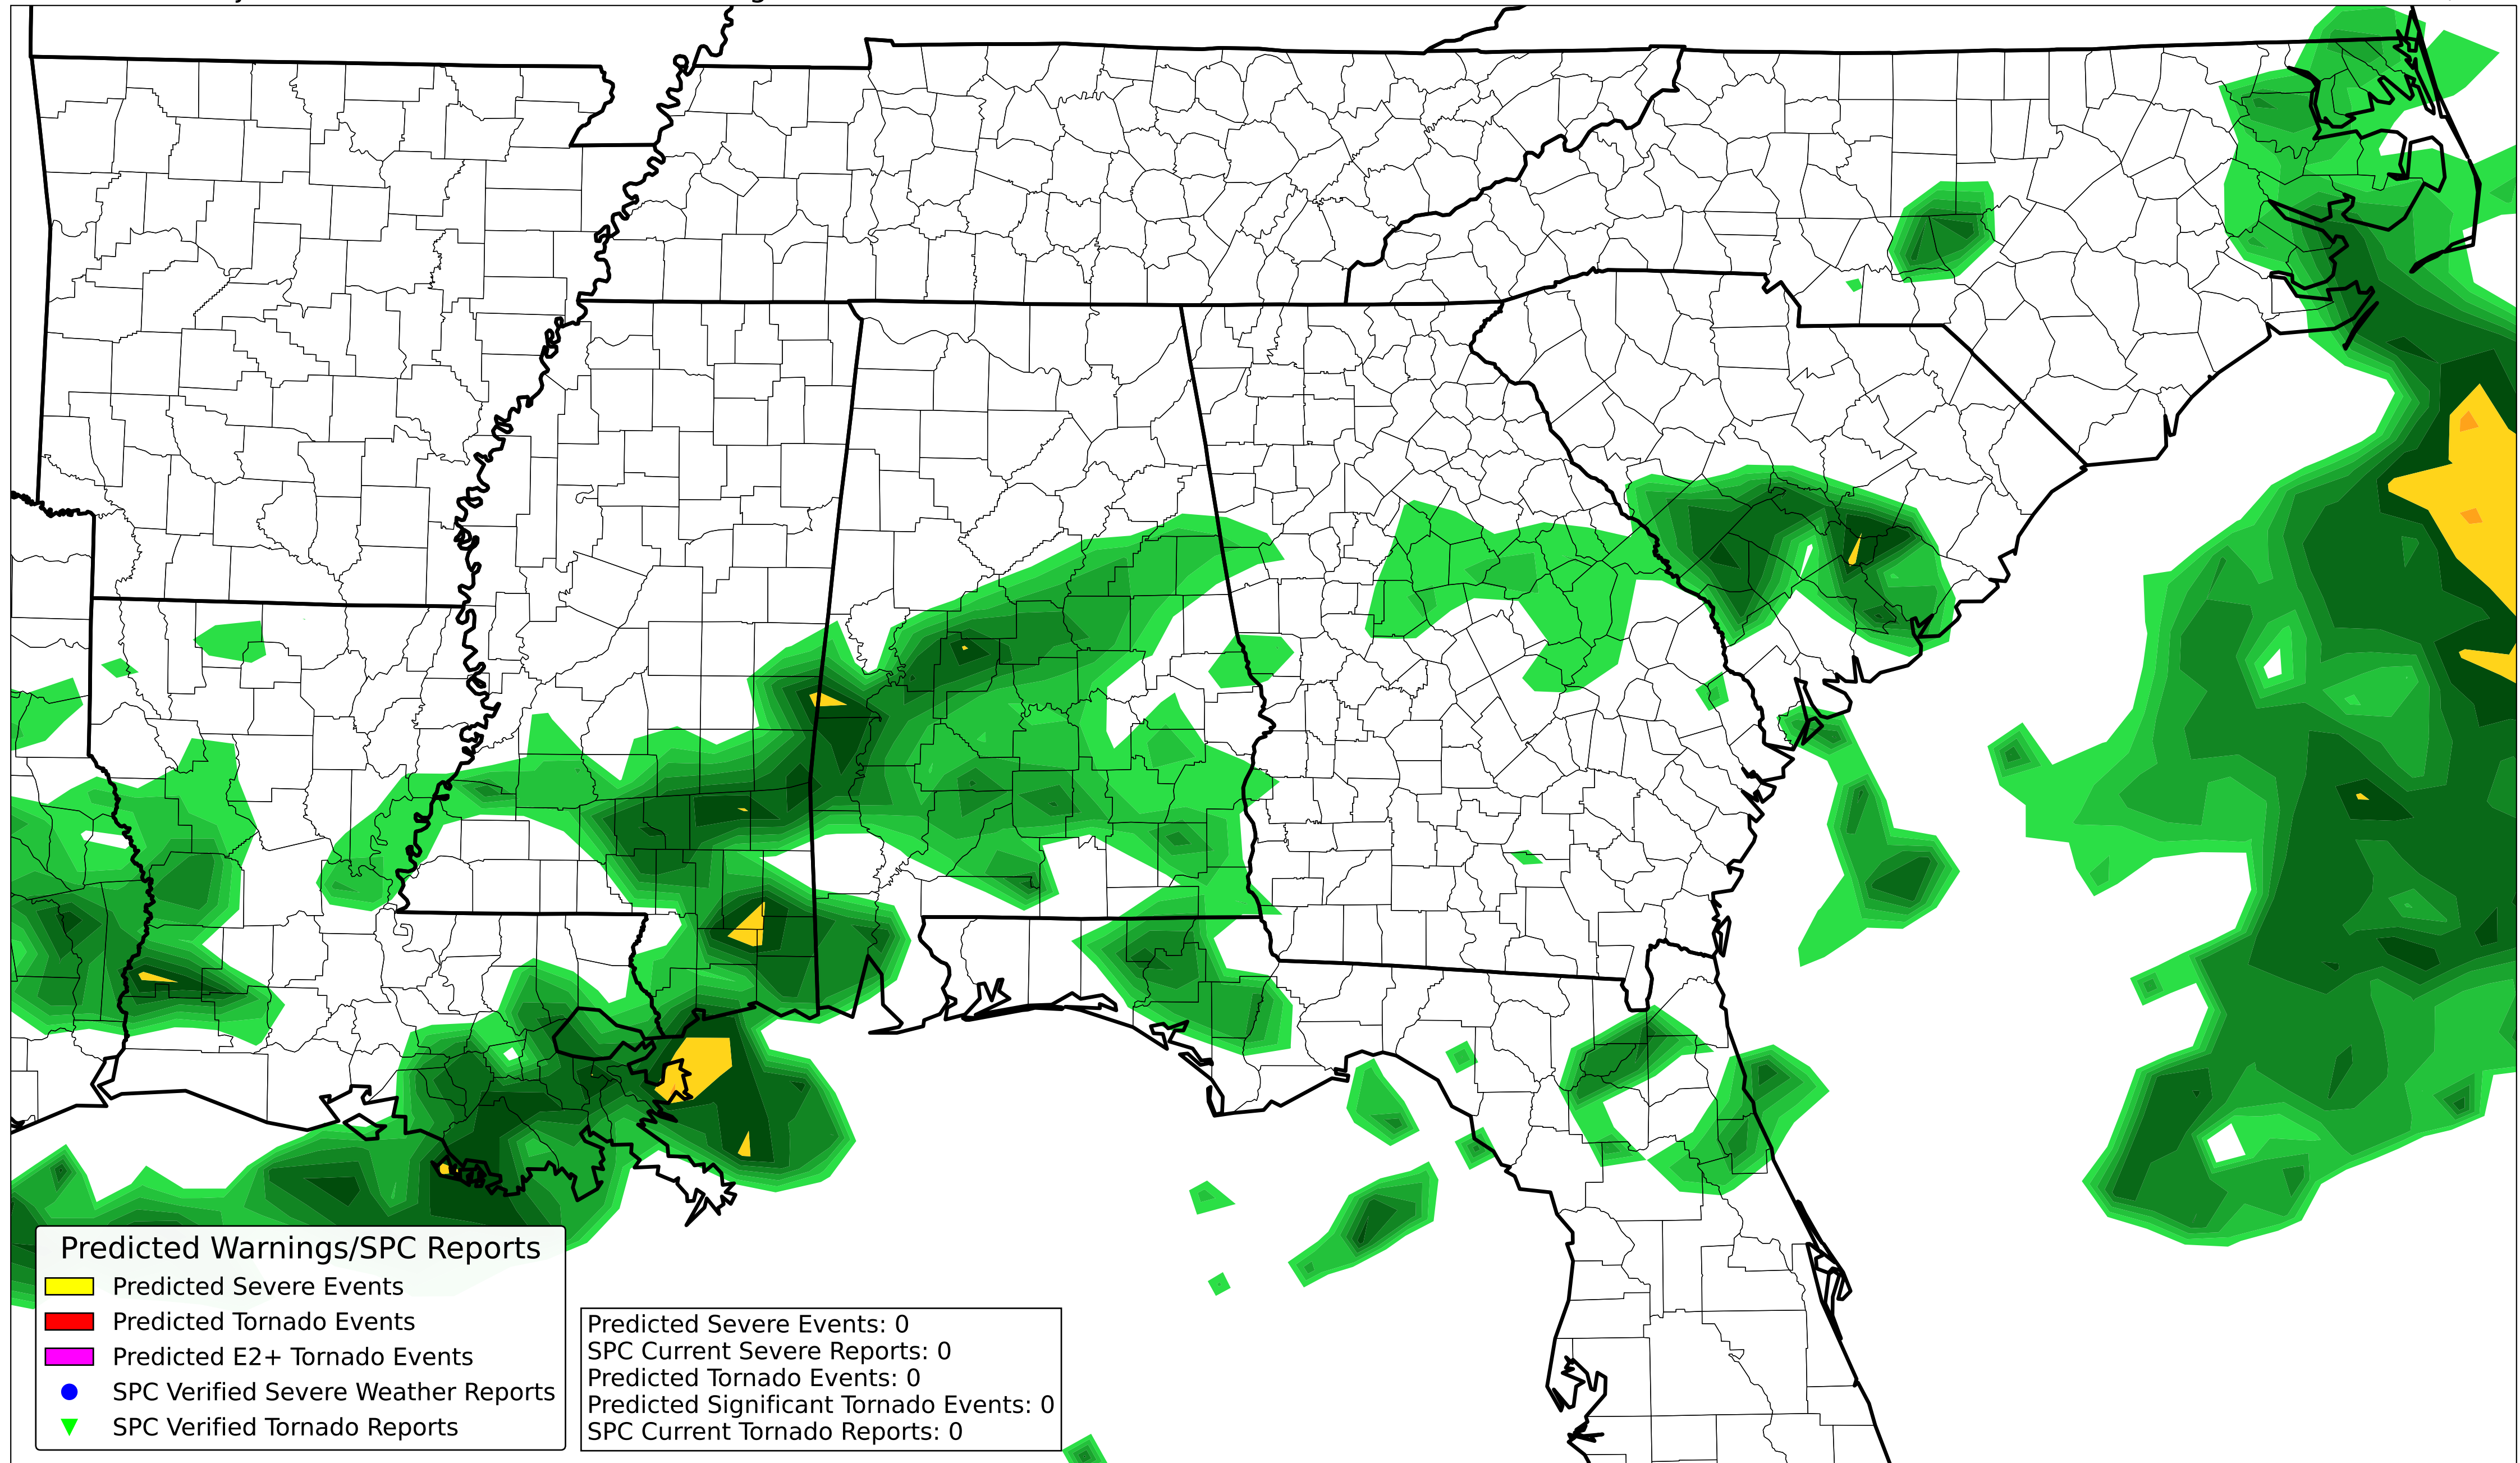 Predicted Warnings/SPC Reports
Predicted Severe Events
Predicted Tornado Events
Predicted E2+ Tornado Events
SPC Verified Severe Weather Reports
SPC Verified Tornado Reports
Predicted Severe Events: 0
SPC Current Severe Reports: 0
Predicted Tornado Events: 0
Predicted Significant Tornado Events: 0
SPC Current Tornado Reports: 0